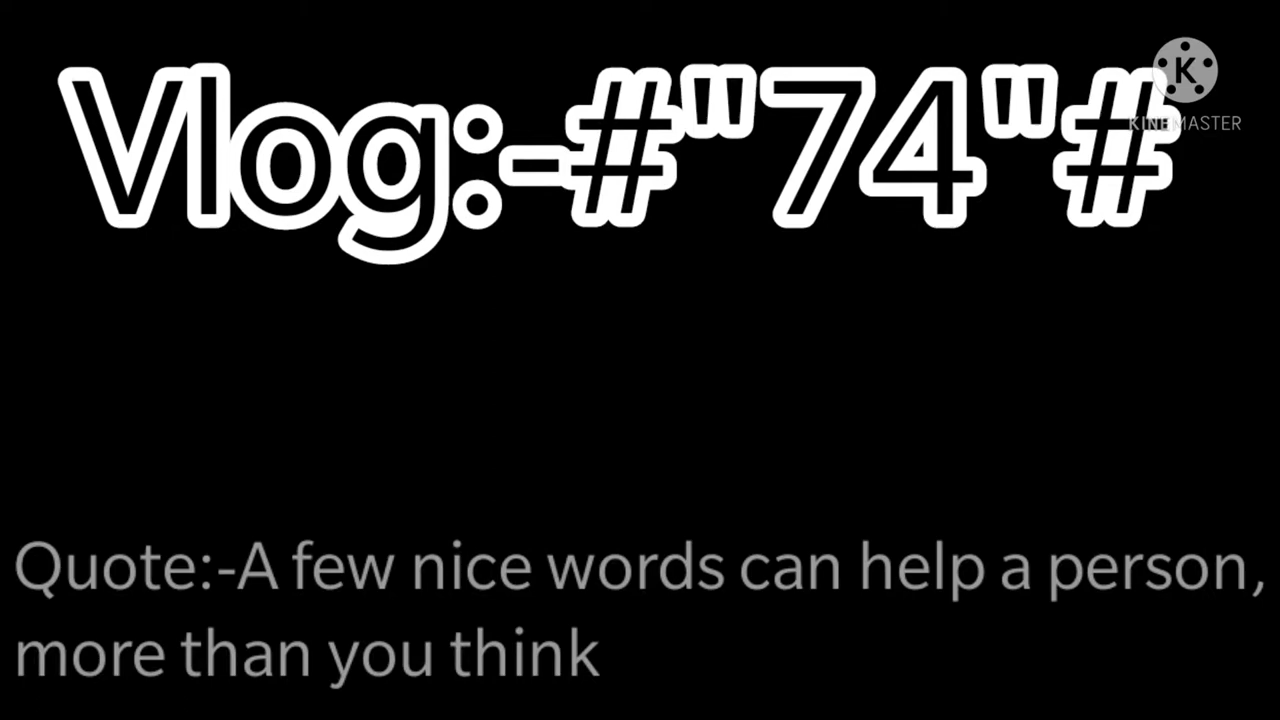 Vlog:-#"74"#
K
KINEMASTER
Quote:-A few nice words can help a person,
more than you think